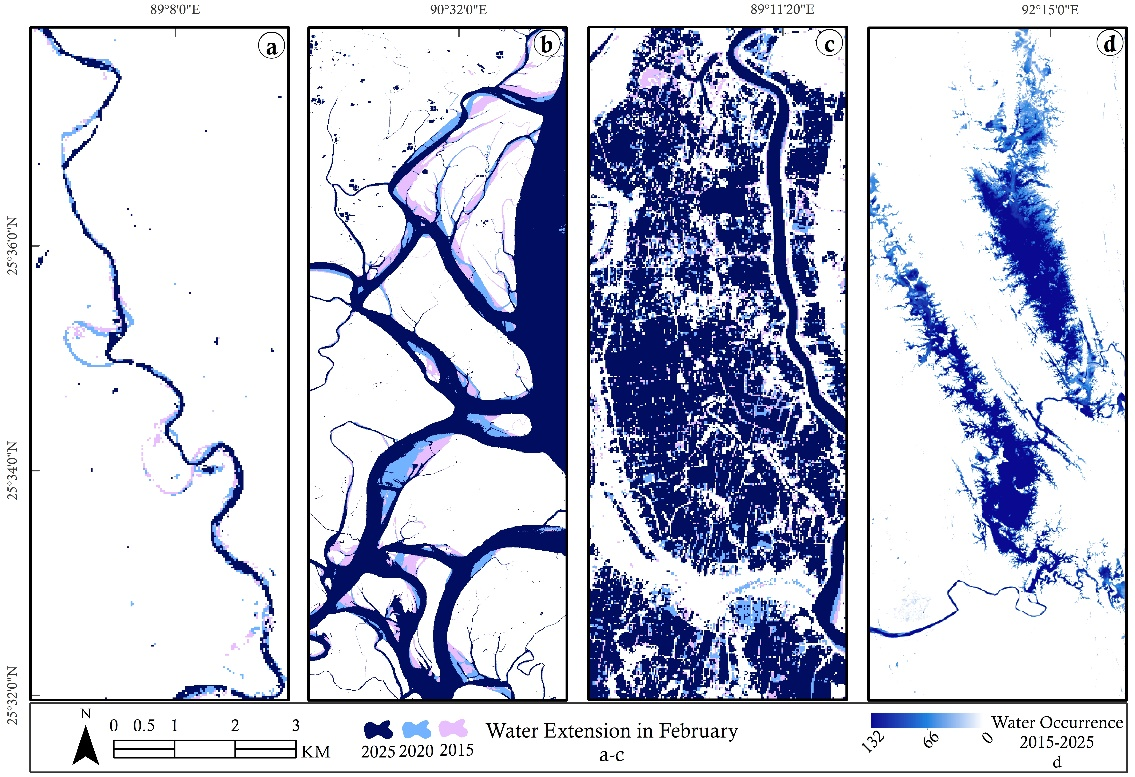 89°8'0"E 90°32'0"E 89°11'20"E 92°15'0"E
a b c d
25°36'0"N
25°34'0"N
25°32'0"N
N
0 0.5 1 2 3
KM
2025 2020 2015
Water Extension in February
a-c
132 66 0
Water Occurrence
2015-2025
d